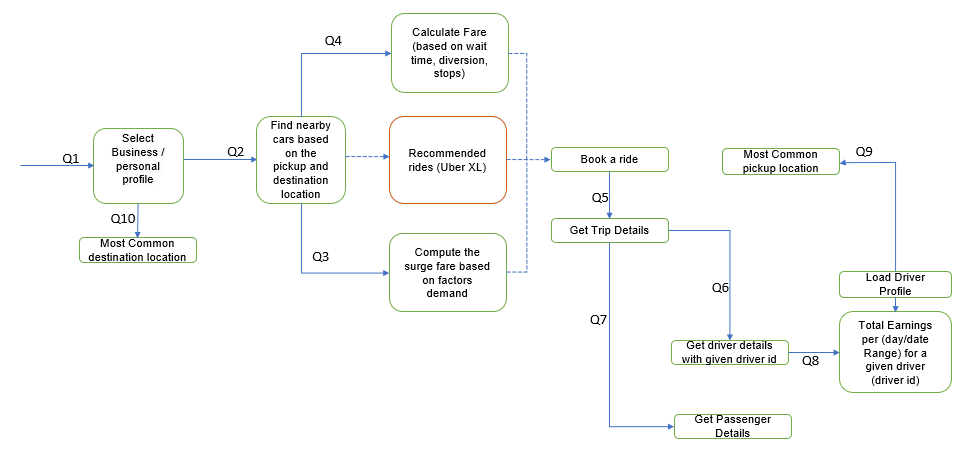 Q1
Select
Business /
personal
profile
Q10
Most Common
destination location
Q2
Find nearby
cars based
on the
pickup and
destination
location
Q4
Calculate Fare
(based on wait
time, diversion,
stops)
Recommended
rides (Uber XL)
Q3
Compute the
surge fare based
on factors
demand
Book a ride
Q5
Get Trip Details
Q6
Q7
Get driver details
with given driver id
Get Passenger
Details
Q8
Most Common
pickup location
Q9
Load Driver
Profile
Total Earnings
per (day/date
Range) for a
given driver
(driver id)